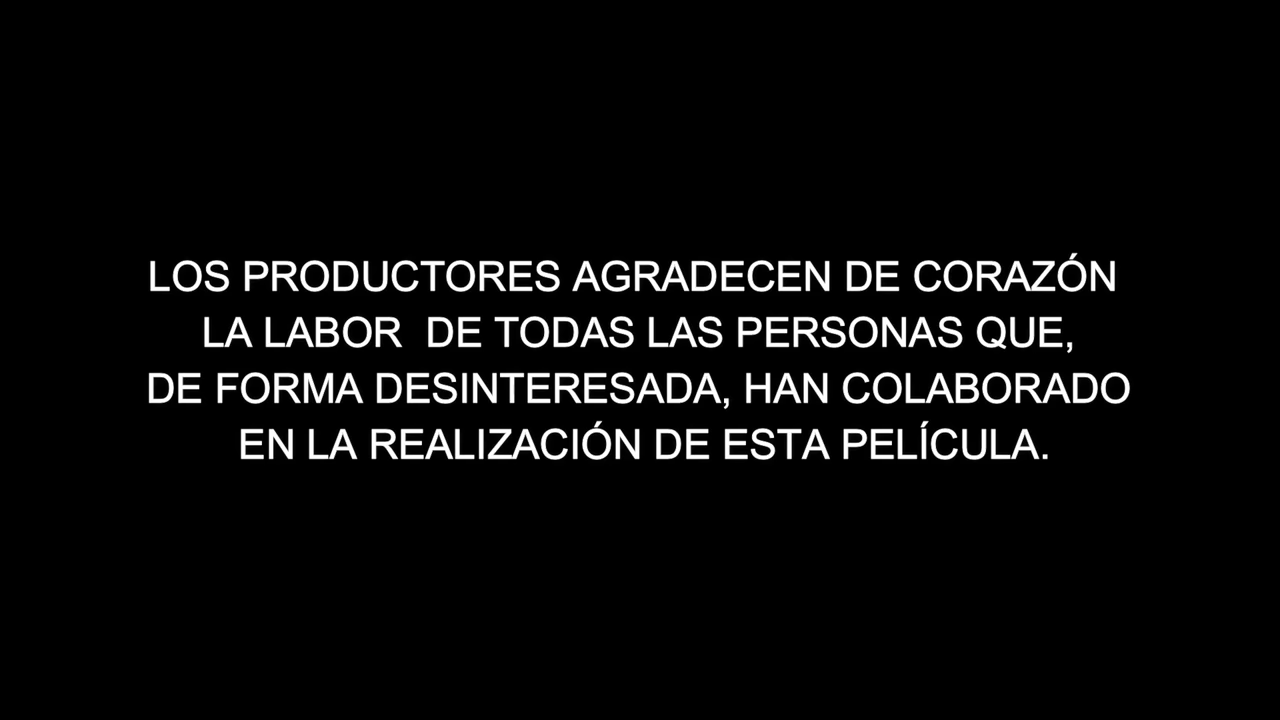 LOS PRODUCTORES AGRADECEN DE CORAZÓN
LA LABOR  DE TODAS LAS PERSONAS QUE,
DE FORMA DESINTERESADA, HAN COLABORADO
EN LA REALIZACIÓN DE ESTA PELÍCULA.